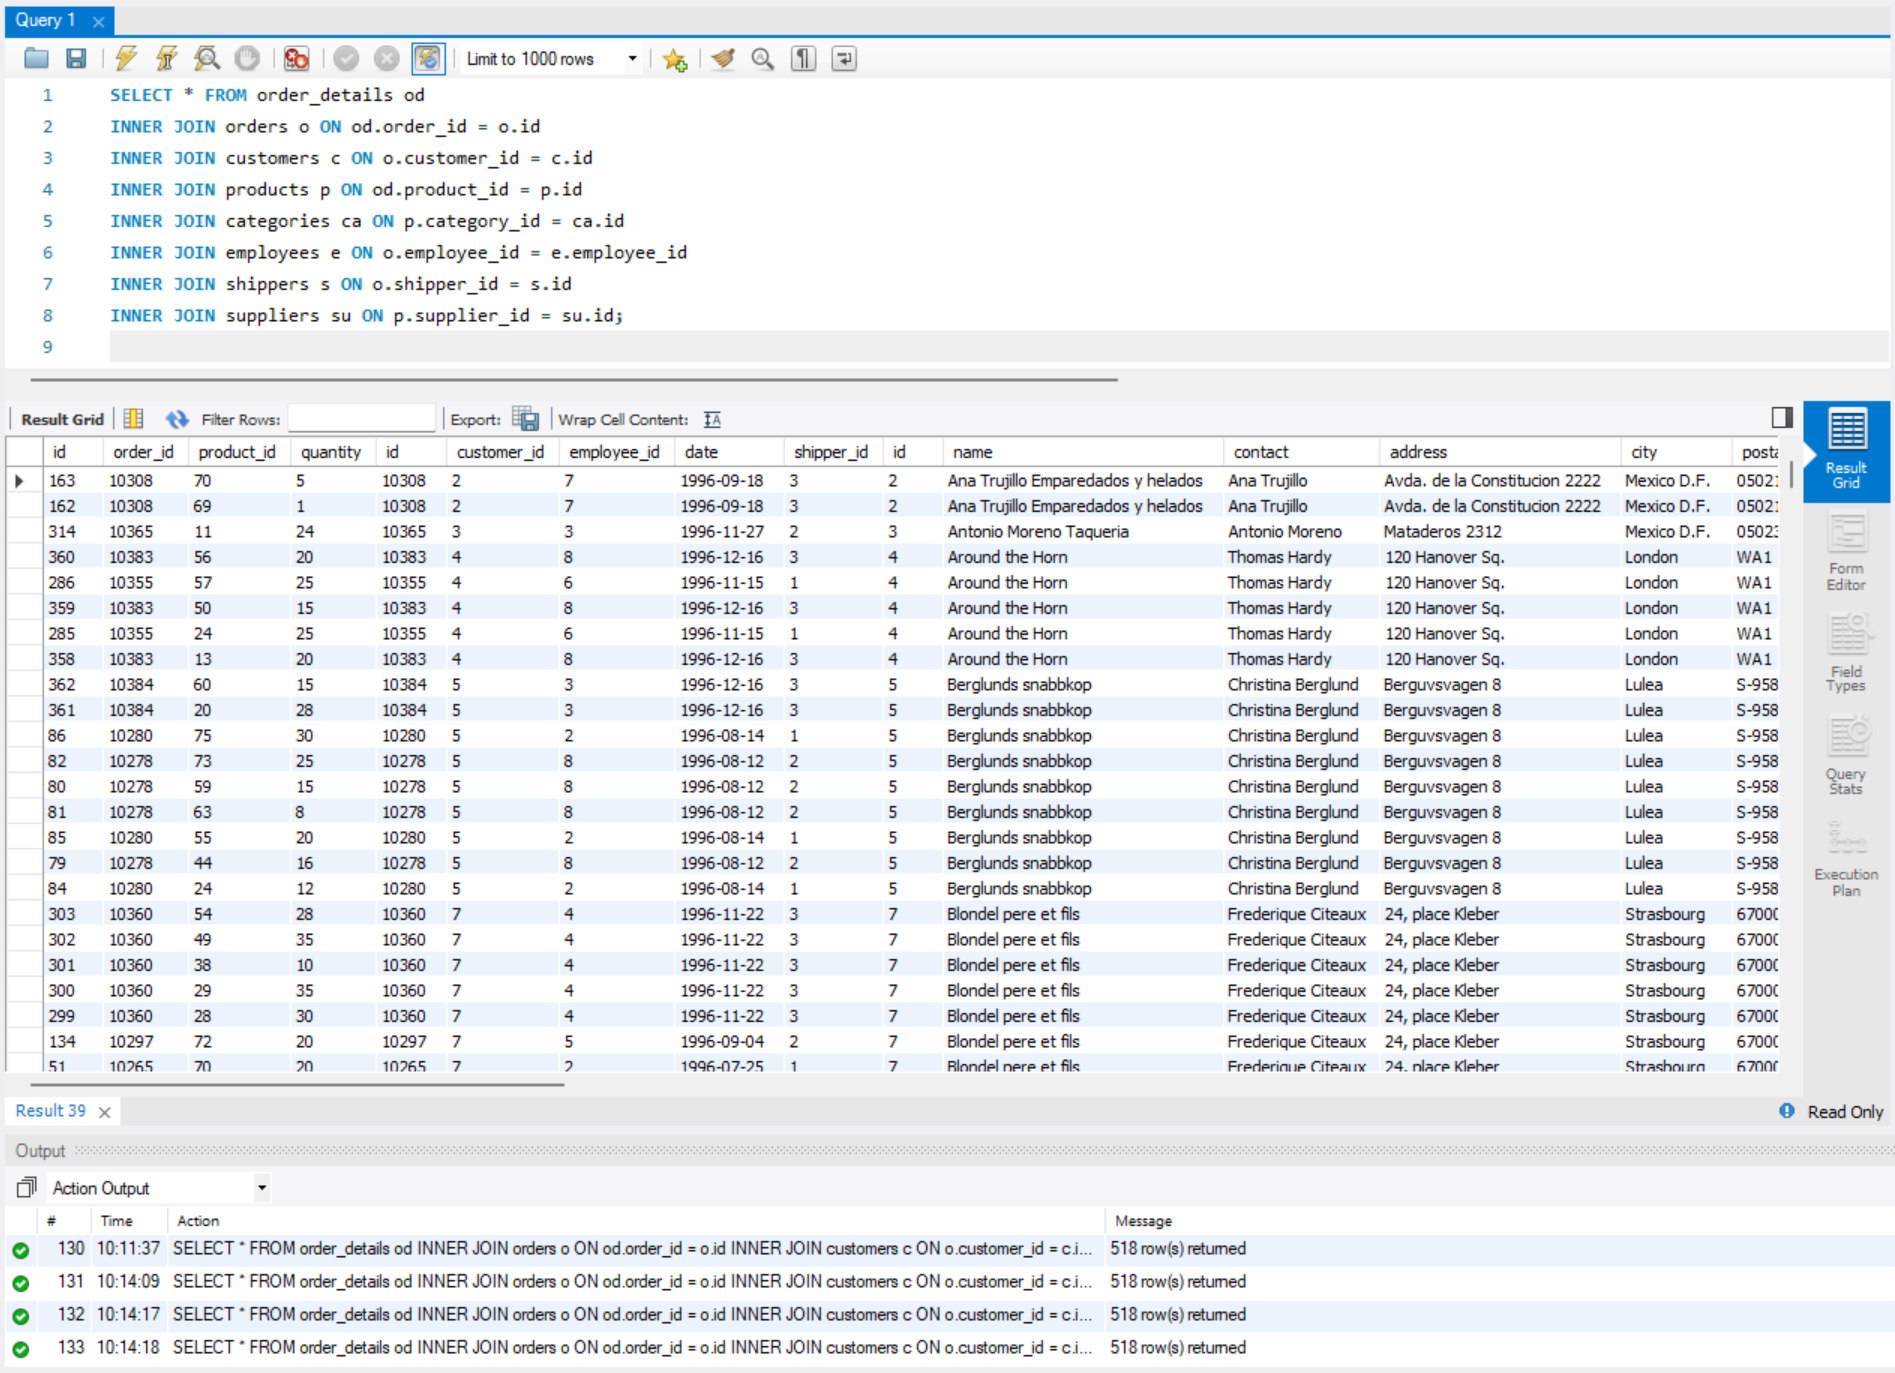 Query 1
Limit to 1000 rows
1 SELECT * FROM order_details od
2 INNER JOIN orders o ON od.order_id = o.id
3 INNER JOIN customers c ON o.customer_id = c.id
4 INNER JOIN products p ON od.product_id = p.id
5 INNER JOIN categories ca ON p.category_id = ca.id
6 INNER JOIN employees e ON o.employee_id = e.employee_id
7 INNER JOIN shippers s ON o.shipper_id = s.id
8 INNER JOIN suppliers su ON p.supplier_id = su.id;
9
Result Grid Filter Rows: Export: Wrap Cell Content:
id order_id product_id quantity id customer_id employee_id date shipper_id id name contact address city posta
163 10308 70 5 10308 2 7 1996-09-18 3 2 Ana Trujillo Emparedados y helados Ana Trujillo Avda. de la Constitucion 2222 Mexico D.F. 05021
162 10308 69 1 10308 2 7 1996-09-18 3 2 Ana Trujillo Emparedados y helados Ana Trujillo Avda. de la Constitucion 2222 Mexico D.F. 05021
314 10365 11 24 10365 3 3 1996-11-27 2 3 Antonio Moreno Taqueria Antonio Moreno Mataderos 2312 Mexico D.F. 05023
360 10383 56 20 10383 4 8 1996-12-16 3 4 Around the Horn Thomas Hardy 120 Hanover Sq. London WA1
286 10355 57 25 10355 4 6 1996-11-15 1 4 Around the Horn Thomas Hardy 120 Hanover Sq. London WA1
359 10383 50 15 10383 4 8 1996-12-16 3 4 Around the Horn Thomas Hardy 120 Hanover Sq. London WA1
285 10355 24 25 10355 4 6 1996-11-15 1 4 Around the Horn Thomas Hardy 120 Hanover Sq. London WA1
358 10383 13 20 10383 4 8 1996-12-16 3 4 Around the Horn Thomas Hardy 120 Hanover Sq. London WA1
362 10384 60 15 10384 5 3 1996-12-16 3 5 Berglunds snabbkop Christina Berglund Berguvsvagen 8 Lulea S-958
361 10384 20 28 10384 5 3 1996-12-16 3 5 Berglunds snabbkop Christina Berglund Berguvsvagen 8 Lulea S-958
86 10280 75 30 10280 5 2 1996-08-14 1 5 Berglunds snabbkop Christina Berglund Berguvsvagen 8 Lulea S-958
82 10278 73 25 10278 5 8 1996-08-12 2 5 Berglunds snabbkop Christina Berglund Berguvsvagen 8 Lulea S-958
80 10278 59 15 10278 5 8 1996-08-12 2 5 Berglunds snabbkop Christina Berglund Berguvsvagen 8 Lulea S-958
81 10278 63 8 10278 5 8 1996-08-12 2 5 Berglunds snabbkop Christina Berglund Berguvsvagen 8 Lulea S-958
85 10280 55 20 10280 5 2 1996-08-14 1 5 Berglunds snabbkop Christina Berglund Berguvsvagen 8 Lulea S-958
79 10278 44 16 10278 5 8 1996-08-12 2 5 Berglunds snabbkop Christina Berglund Berguvsvagen 8 Lulea S-958
84 10280 24 12 10280 5 2 1996-08-14 1 5 Berglunds snabbkop Christina Berglund Berguvsvagen 8 Lulea S-958
303 10360 54 28 10360 7 4 1996-11-22 3 7 Blondel pere et fils Frederique Citeaux 24, place Kleber Strasbourg 67000
302 10360 49 35 10360 7 4 1996-11-22 3 7 Blondel pere et fils Frederique Citeaux 24, place Kleber Strasbourg 67000
301 10360 38 10 10360 7 4 1996-11-22 3 7 Blondel pere et fils Frederique Citeaux 24, place Kleber Strasbourg 67000
300 10360 29 35 10360 7 4 1996-11-22 3 7 Blondel pere et fils Frederique Citeaux 24, place Kleber Strasbourg 67000
299 10360 28 30 10360 7 4 1996-11-22 3 7 Blondel pere et fils Frederique Citeaux 24, place Kleber Strasbourg 67000
134 10297 72 20 10297 7 5 1996-09-04 2 7 Blondel pere et fils Frederique Citeaux 24, place Kleber Strasbourg 67000
51 10265 70 20 10265 7 2 1996-07-25 1 7 Blondel pere et fils Frederique Citeaux 24, place Kleber Strasbourg 67000
Result
Grid
Form
Editor
Field
Types
Query
Stats
Execution
Plan
Result 39
Read Only
Output
Action Output
# Time Action Message
130 10:11:37 SELECT * FROM order_details od INNER JOIN orders o ON od.order_id = o.id INNER JOIN customers c ON o.customer_id = c.i... 518 row(s) returned
131 10:14:09 SELECT * FROM order_details od INNER JOIN orders o ON od.order_id = o.id INNER JOIN customers c ON o.customer_id = c.i... 518 row(s) returned
132 10:14:17 SELECT * FROM order_details od INNER JOIN orders o ON od.order_id = o.id INNER JOIN customers c ON o.customer_id = c.i... 518 row(s) returned
133 10:14:18 SELECT * FROM order_details od INNER JOIN orders o ON od.order_id = o.id INNER JOIN customers c ON o.customer_id = c.i... 518 row(s) returned